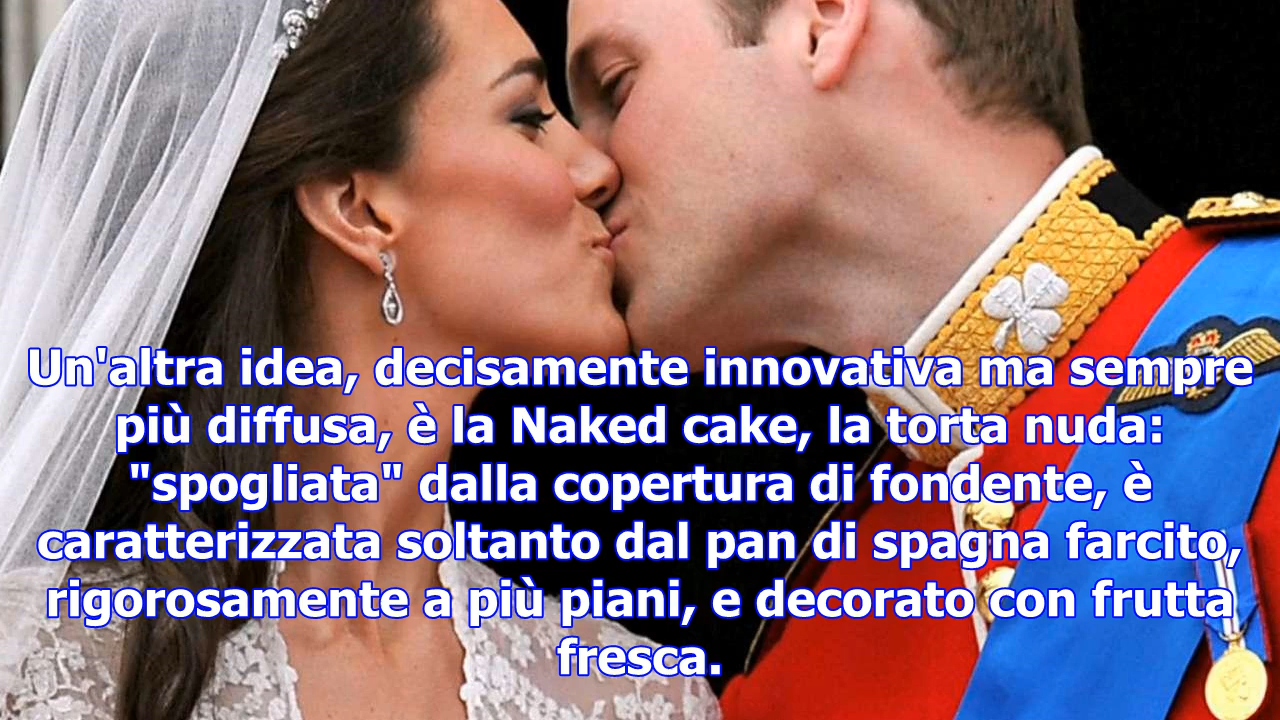 Un'altra idea, decisamente innovativa ma sempre
più diffusa, è la Naked cake, la torta nuda:
"spogliata" dalla copertura di fondente, è
caratterizzata soltanto dal pan di spagna farcito,
rigorosamente a più piani, e decorato con frutta
fresca.